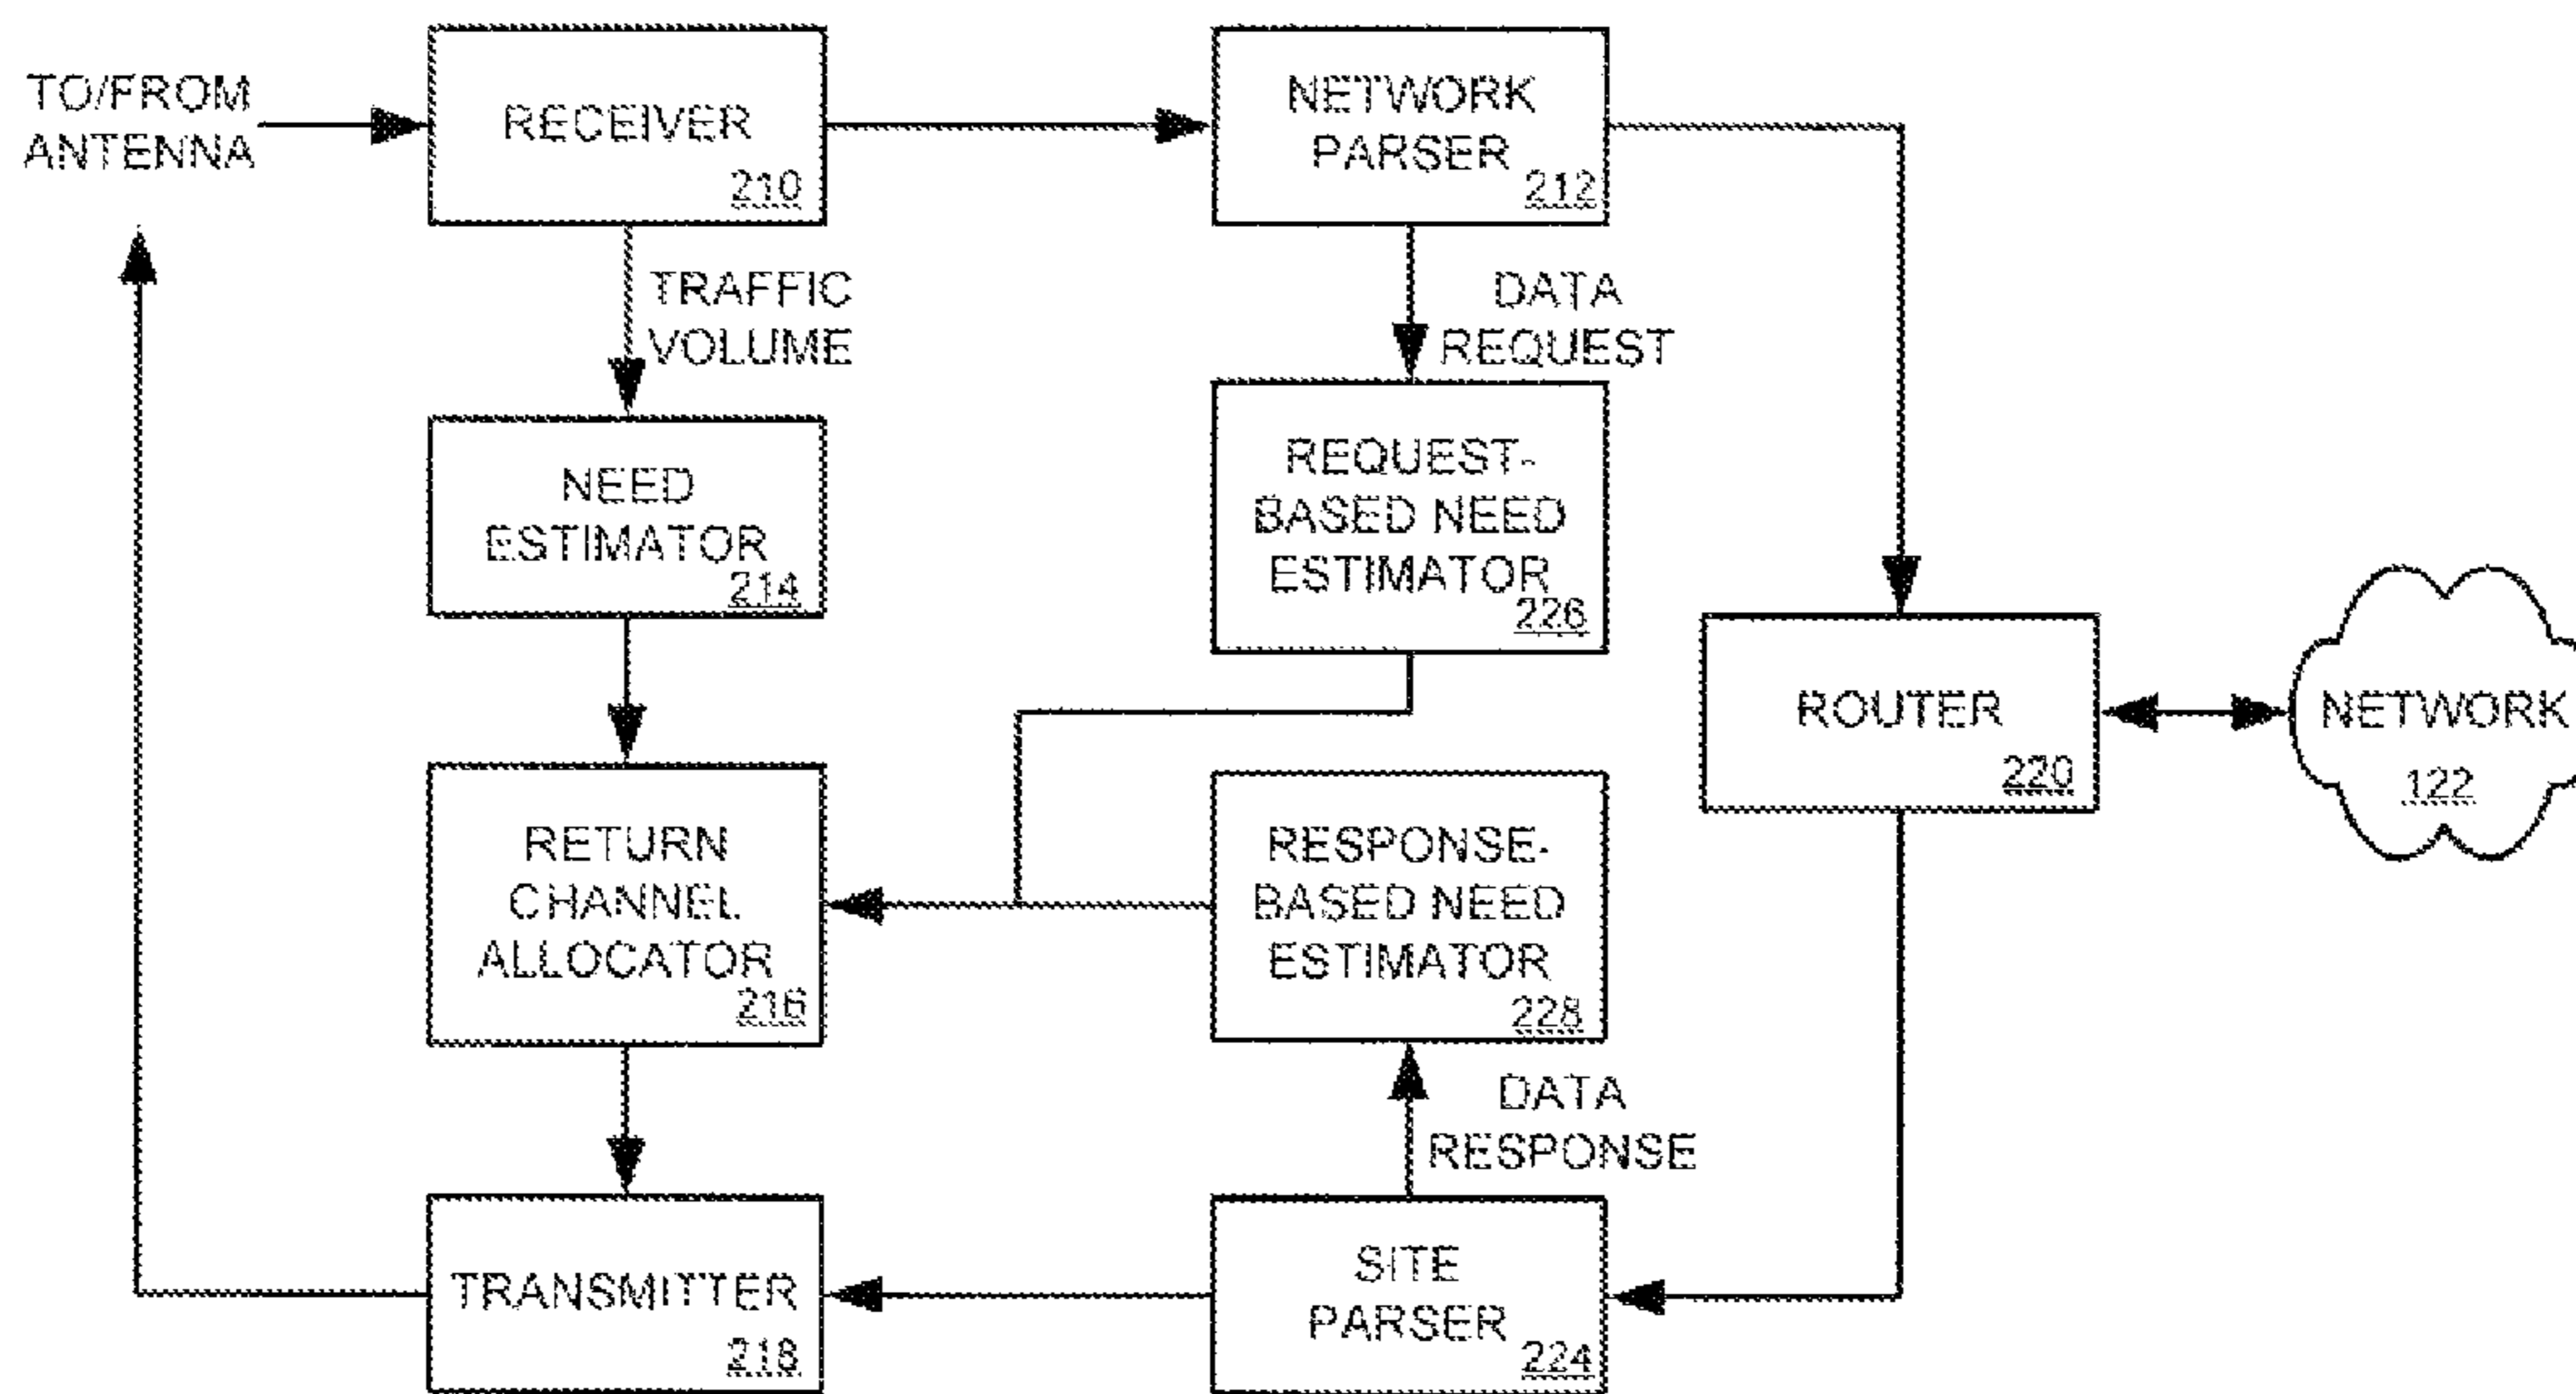 TO/FROM
ANTENNA
RECEIVER
210
NETWORK
PARSER
212
TRAFFIC
VOLUME
DATA
REQUEST
NEED
ESTIMATOR
214
REQUEST-
BASED NEED
ESTIMATOR
226
ROUTER
220
NETWORK
122
RETURN
CHANNEL
ALLOCATOR
216
RESPONSE-
BASED NEED
ESTIMATOR
228
DATA
RESPONSE
TRANSMITTER
218
SITE
PARSER
224